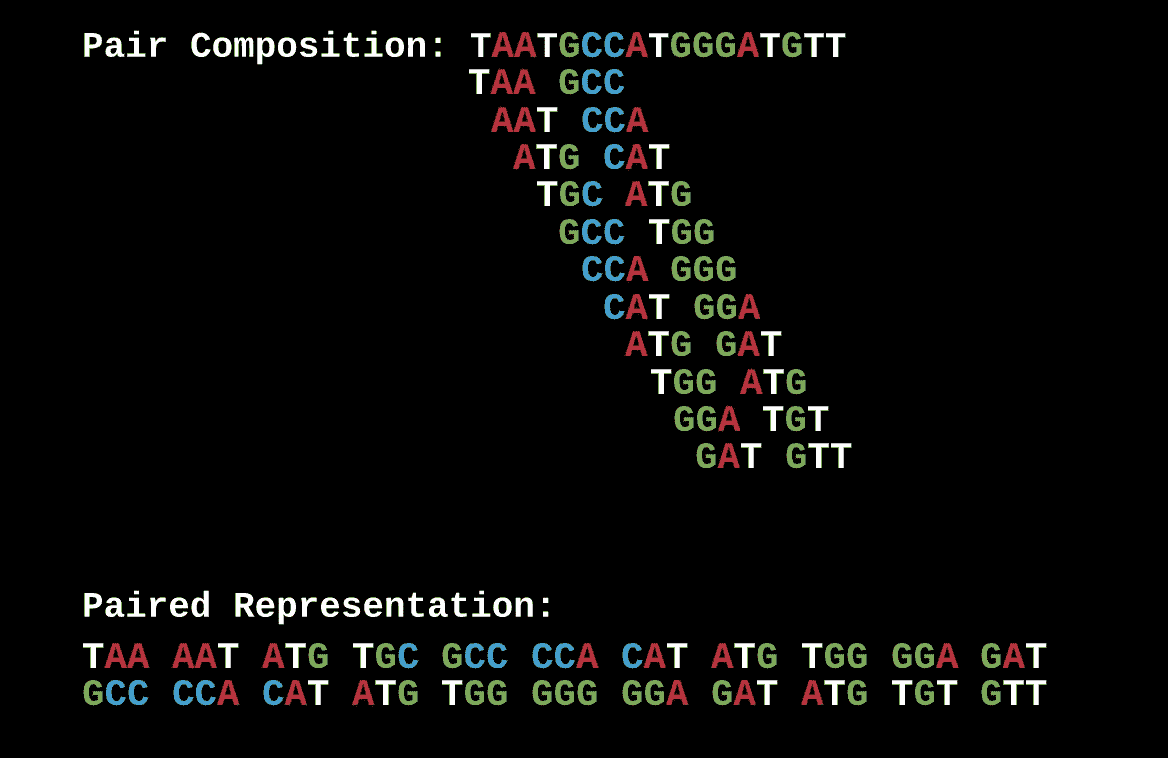 Pair Composition: TAATGCCATGGGATGTT
TAA GCC
AAT CCA
ATG CAT
TGC ATG
GCC TGG
CCA GGG
CAT GGA
ATG GAT
TGG ATG
GGA TGT
GAT GTT
Paired Representation:
TAA AAT ATG TGC GCC CCA CAT ATG TGG GGA GAT
GCC CCA CAT ATG TGG GGG GGA GAT ATG TGT GTT